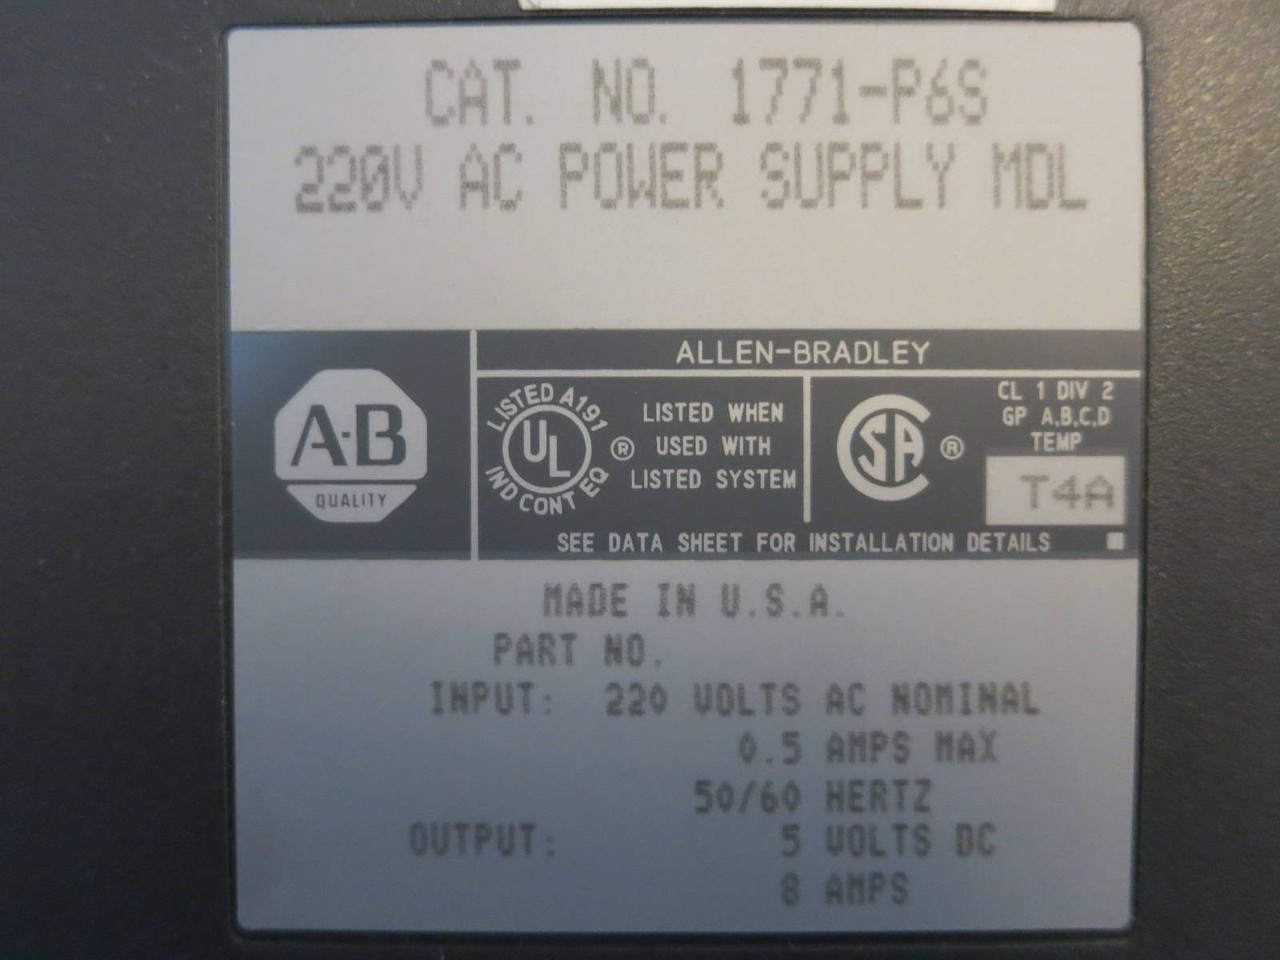 CAT. NO. 1771-P6S
220V AC POWER SUPPLY MDL
ALLEN-BRADLEY
A·B
QUALITY
LISTED A191
UL
IND CONT EQ
®
LISTED WHEN
USED WITH
LISTED SYSTEM
SA
®
CL 1 DIV 2
GP A,B,C,D
TEMP
T4A
SEE DATA SHEET FOR INSTALLATION DETAILS
MADE IN U.S.A.
PART NO.
INPUT: 220 VOLTS AC NOMINAL
0.5 AMPS MAX
50/60 HERTZ
OUTPUT: 5 VOLTS DC
8 AMPS